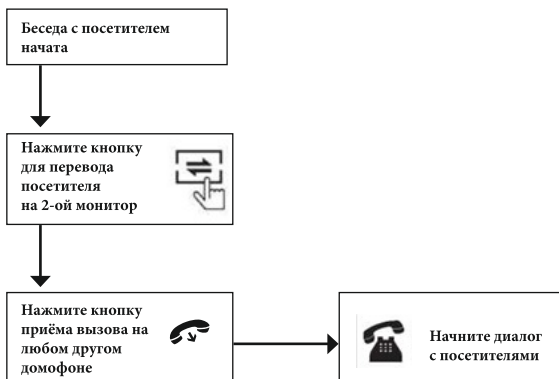 Беседа с посетителем
начата
Нажмите кнопку
для перевода
посетителя
на 2-ой монитор
Нажмите кнопку
приёма вызова на
любом другом
домофоне
Начните диалог
с посетителями